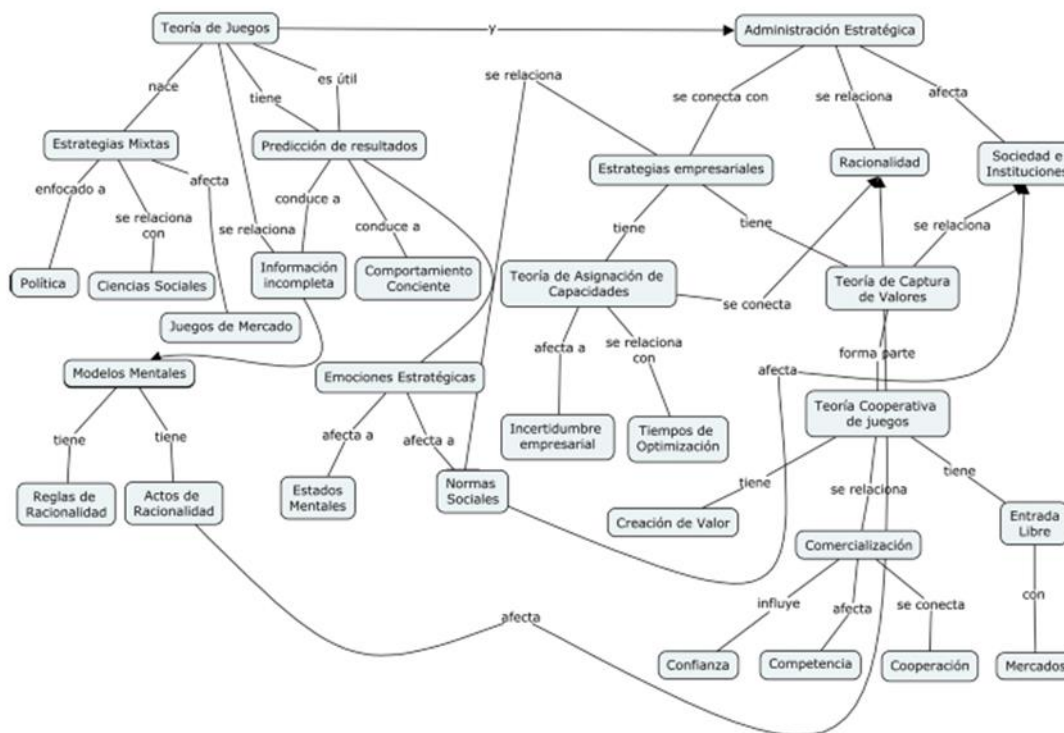 Teoría de Juegos
y
Administración Estratégica
se relaciona
es útil
nace
tiene
se conecta con
se relaciona
afecta
Estrategias Mixtas
Predicción de resultados
Estrategias empresariales
Racionalidad
Sociedad e
Instituciones
enfocado a
afecta
conduce a
se relaciona
con
se relaciona
conduce a
tiene
tiene
se relaciona
Política
Ciencias Sociales
Información
incompleta
Comportamiento
Conciente
Teoría de Asignación de
Capacidades
se conecta
Teoría de Captura
de Valores
Juegos de Mercado
afecta a
se relaciona
con
forma parte
Modelos Mentales
Emociones Estratégicas
afecta
Teoría Cooperativa
de juegos
tiene
tiene
afecta a
afecta a
Incertidumbre
empresarial
Tiempos de
Optimización
Reglas de
Racionalidad
Actos de
Racionalidad
Estados
Mentales
Normas
Sociales
tiene
se relaciona
tiene
Creación de Valor
Entrada
Libre
Comercialización
afecta
influye
afecta
se conecta
con
Confianza
Competencia
Cooperación
Mercados